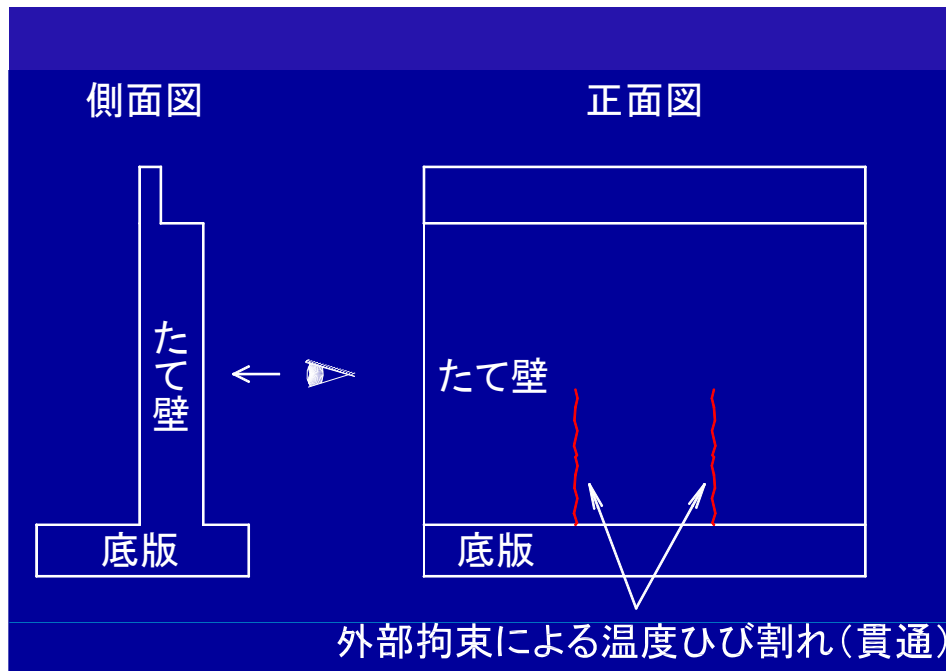 側面図
正面図
たて壁
たて壁
底版
底版
外部拘束による温度ひび割れ(貫通)